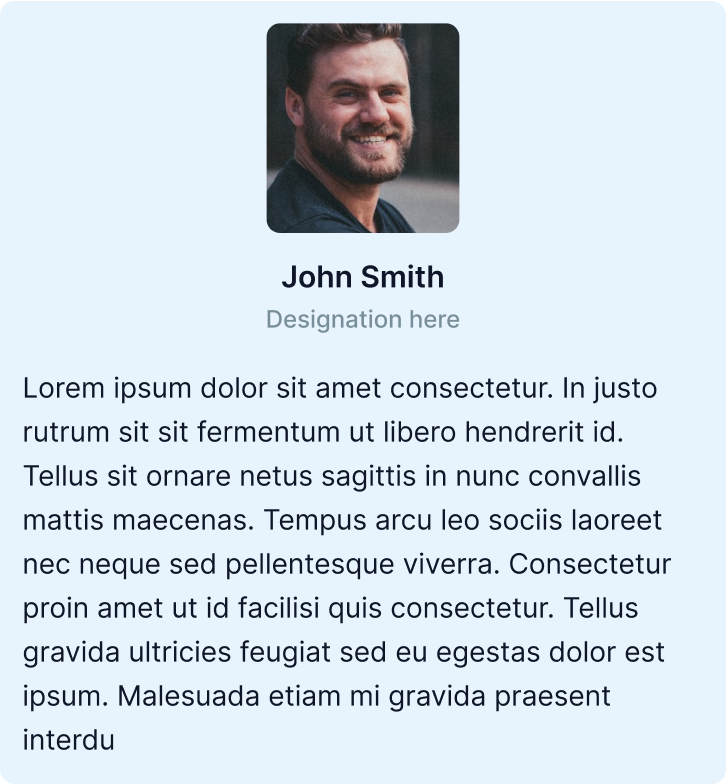 John Smith
Designation here
Lorem ipsum dolor sit amet consectetur. In justo
rutrum sit sit fermentum ut libero hendrerit id.
Tellus sit ornare netus sagittis in nunc convallis
mattis maecenas. Tempus arcu leo sociis laoreet
nec neque sed pellentesque viverra. Consectetur
proin amet ut id facilisi quis consectetur. Tellus
gravida ultricies feugiat sed eu egestas dolor est
ipsum. Malesuada etiam mi gravida praesent
interdu